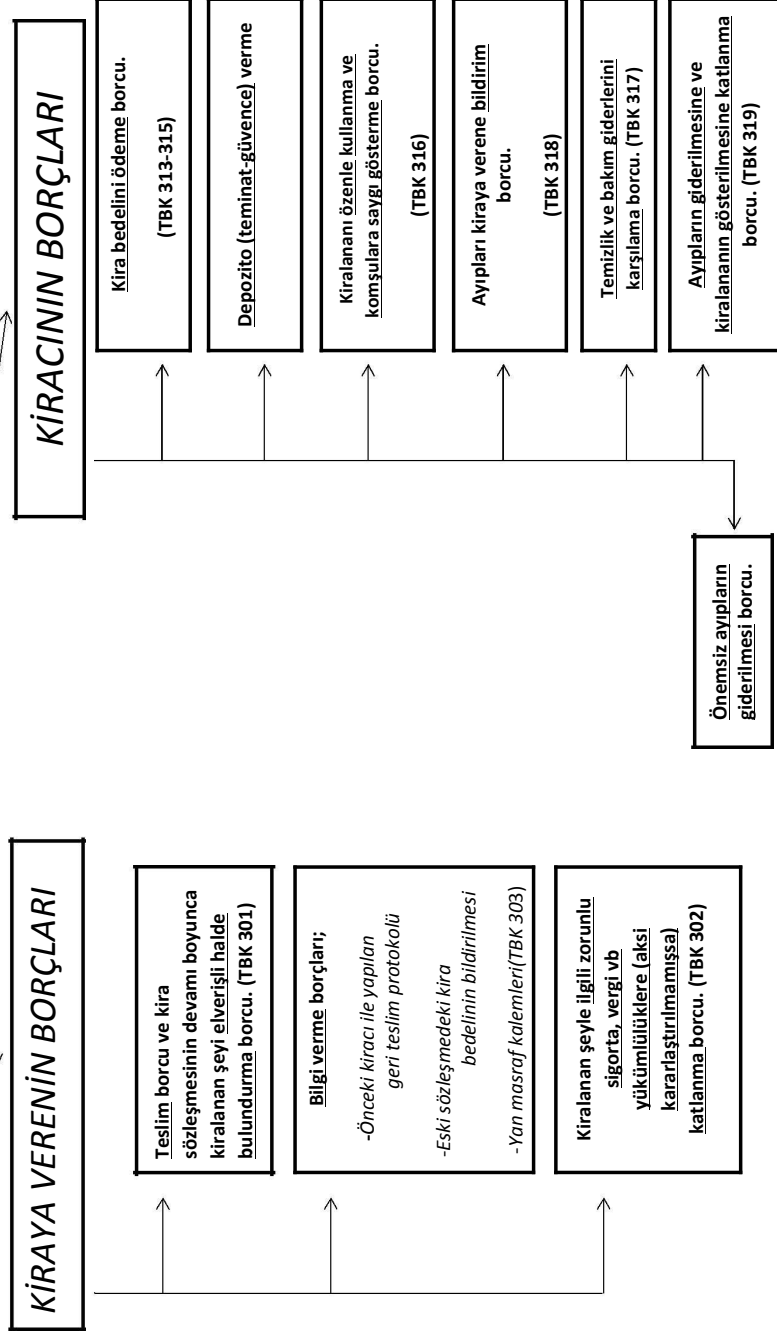 KİRAYA VERENİN BORÇLARI
Teslim borcu ve kira
sözleşmesinin devamı boyunca
kiralanan şeyi elverişli halde
bulundurma borcu. (TBK 301)
Bilgi verme borçları;
-Önceki kiracı ile yapılan
geri teslim protokolü
-Eski sözleşmedeki kira
bedelinin bildirilmesi
-Yan masraf kalemleri(TBK 303)
Kiralanan şeyle ilgili zorunlu
sigorta, vergi vb
yükümlülüklere (aksi
kararlaştırılmamışsa)
katlanma borcu. (TBK 302)
KİRACININ BORÇLARI
Kira bedelini ödeme borcu.
(TBK 313-315)
Depozito (teminat-güvence) verme
Kiralananı özenle kullanma ve
komşulara saygı gösterme borcu.
(TBK 316)
Ayıpları kiraya verene bildirim
borcu.
(TBK 318)
Temizlik ve bakım giderlerini
karşılama borcu. (TBK 317)
Ayıpların giderilmesine ve
kiralananın gösterilmesine katlanma
borcu. (TBK 319)
Önemsiz ayıpların
giderilmesi borcu.